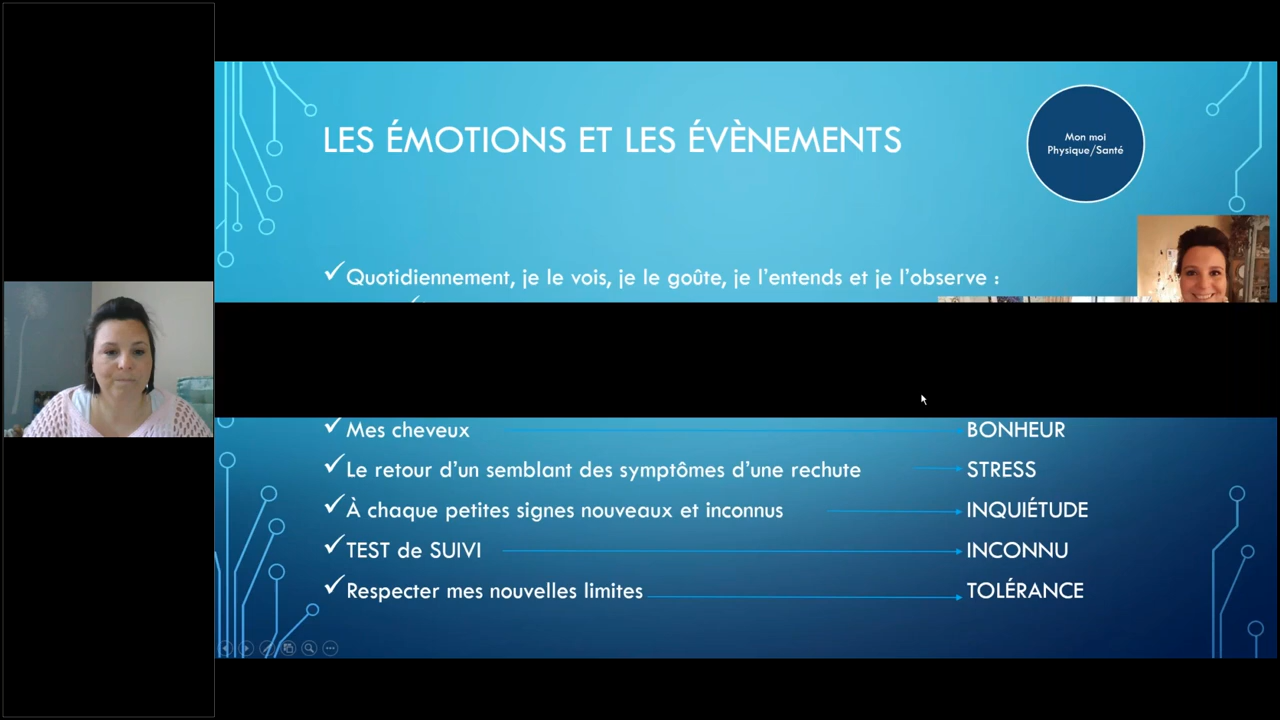 LES ÉMOTIONS ET LES ÉVÈNEMENTS
Mon moi
Physique/Santé
Quotidiennement, je le vois, je le goûte, je l'entends et je l'observe :
Mes cheveux BONHEUR
Le retour d'un semblant des symptômes d'une rechute STRESS
À chaque petites signes nouveaux et inconnus INQUIÉTUDE
TEST de SUIVI INCONNU
Respecter mes nouvelles limites TOLÉRANCE